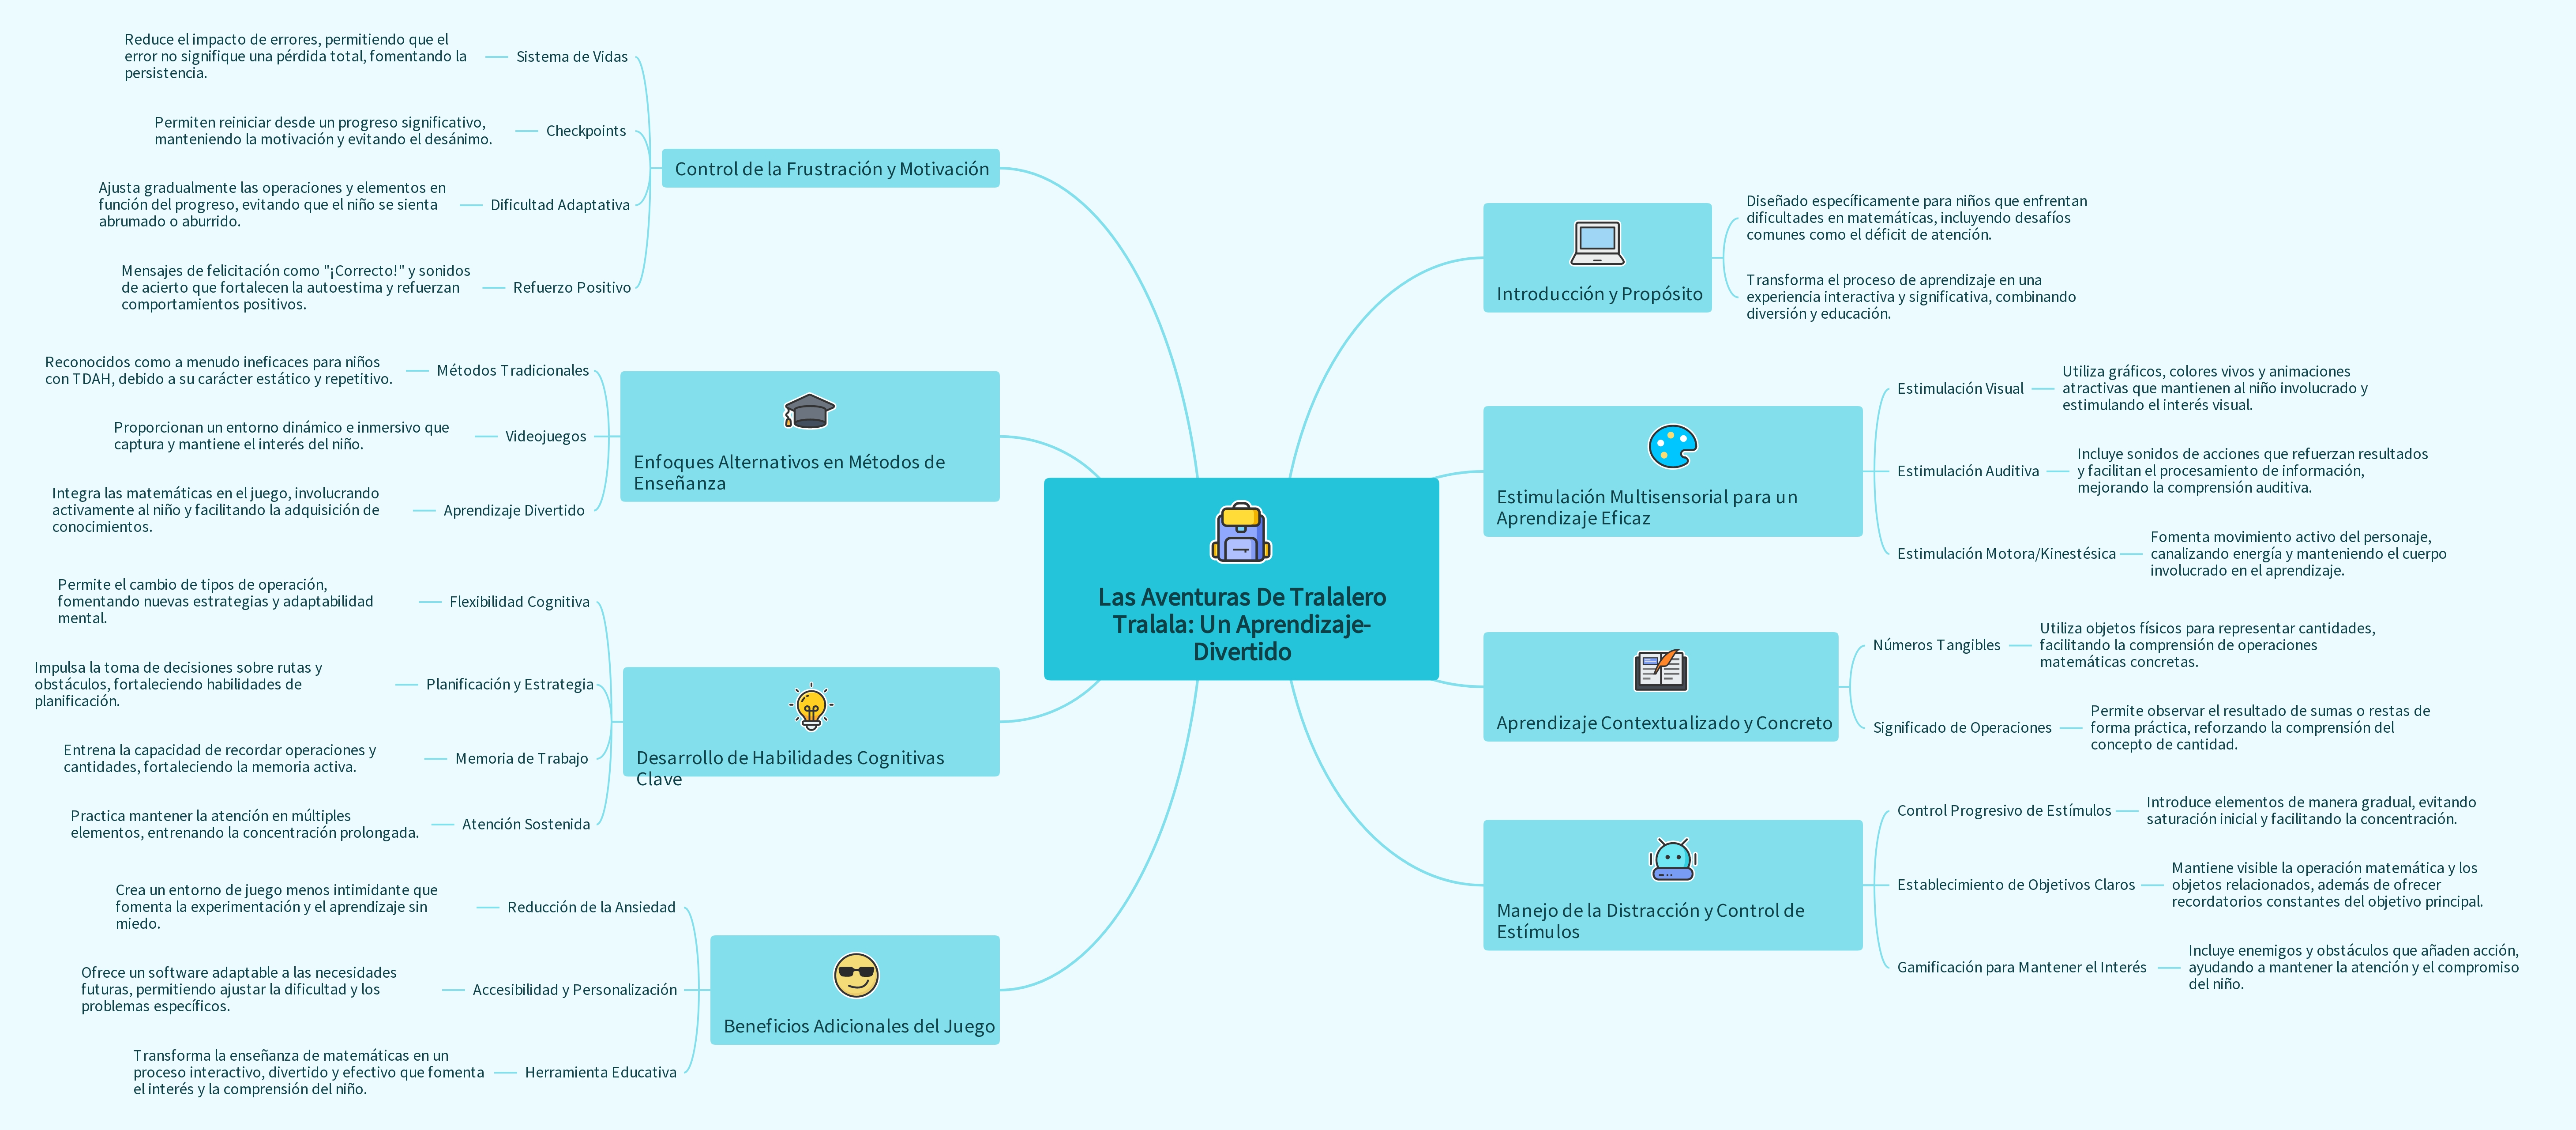 Las Aventuras De Tralalero
Tralala: Un Aprendizaje-
Divertido
Introducción y Propósito
Diseñado específicamente para niños que enfrentan
dificultades en matemáticas, incluyendo desafíos
comunes como el déficit de atención.
Transforma el proceso de aprendizaje en una
experiencia interactiva y significativa, combinando
diversión y educación.
Estimulación Multisensorial para un
Aprendizaje Eficaz
Estimulación Visual
Utiliza gráficos, colores vivos y animaciones
atractivas que mantienen al niño involucrado y
estimulando el interés visual.
Estimulación Auditiva
Incluye sonidos de acciones que refuerzan resultados
y facilitan el procesamiento de información,
mejorando la comprensión auditiva.
Estimulación Motora/Kinestésica
Fomenta movimiento activo del personaje,
canalizando energía y manteniendo el cuerpo
involucrado en el aprendizaje.
Aprendizaje Contextualizado y Concreto
Números Tangibles
Utiliza objetos físicos para representar cantidades,
facilitando la comprensión de operaciones
matemáticas concretas.
Significado de Operaciones
Permite observar el resultado de sumas o restas de
forma práctica, reforzando la comprensión del
concepto de cantidad.
Manejo de la Distracción y Control de
Estímulos
Control Progresivo de Estímulos
Introduce elementos de manera gradual, evitando
saturación inicial y facilitando la concentración.
Establecimiento de Objetivos Claros
Mantiene visible la operación matemática y los
objetos relacionados, además de ofrecer
recordatorios constantes del objetivo principal.
Gamificación para Mantener el Interés
Incluye enemigos y obstáculos que añaden acción,
ayudando a mantener la atención y el compromiso
del niño.
Control de la Frustración y Motivación
Sistema de Vidas
Reduce el impacto de errores, permitiendo que el
error no signifique una pérdida total, fomentando la
persistencia.
Checkpoints
Permiten reiniciar desde un progreso significativo,
manteniendo la motivación y evitando el desánimo.
Dificultad Adaptativa
Ajusta gradualmente las operaciones y elementos en
función del progreso, evitando que el niño se sienta
abrumado o aburrido.
Refuerzo Positivo
Mensajes de felicitación como "¡Correcto!" y sonidos
de acierto que fortalecen la autoestima y refuerzan
comportamientos positivos.
Enfoques Alternativos en Métodos de
Enseñanza
Métodos Tradicionales
Reconocidos como a menudo ineficaces para niños
con TDAH, debido a su carácter estático y repetitivo.
Videojuegos
Proporcionan un entorno dinámico e inmersivo que
captura y mantiene el interés del niño.
Aprendizaje Divertido
Integra las matemáticas en el juego, involucrando
activamente al niño y facilitando la adquisición de
conocimientos.
Desarrollo de Habilidades Cognitivas
Clave
Flexibilidad Cognitiva
Permite el cambio de tipos de operación,
fomentando nuevas estrategias y adaptabilidad
mental.
Planificación y Estrategia
Impulsa la toma de decisiones sobre rutas y
obstáculos, fortaleciendo habilidades de
planificación.
Memoria de Trabajo
Entrena la capacidad de recordar operaciones y
cantidades, fortaleciendo la memoria activa.
Atención Sostenida
Practica mantener la atención en múltiples
elementos, entrenando la concentración prolongada.
Beneficios Adicionales del Juego
Reducción de la Ansiedad
Crea un entorno de juego menos intimidante que
fomenta la experimentación y el aprendizaje sin
miedo.
Accesibilidad y Personalización
Ofrece un software adaptable a las necesidades
futuras, permitiendo ajustar la dificultad y los
problemas específicos.
Herramienta Educativa
Transforma la enseñanza de matemáticas en un
proceso interactivo, divertido y efectivo que fomenta
el interés y la comprensión del niño.